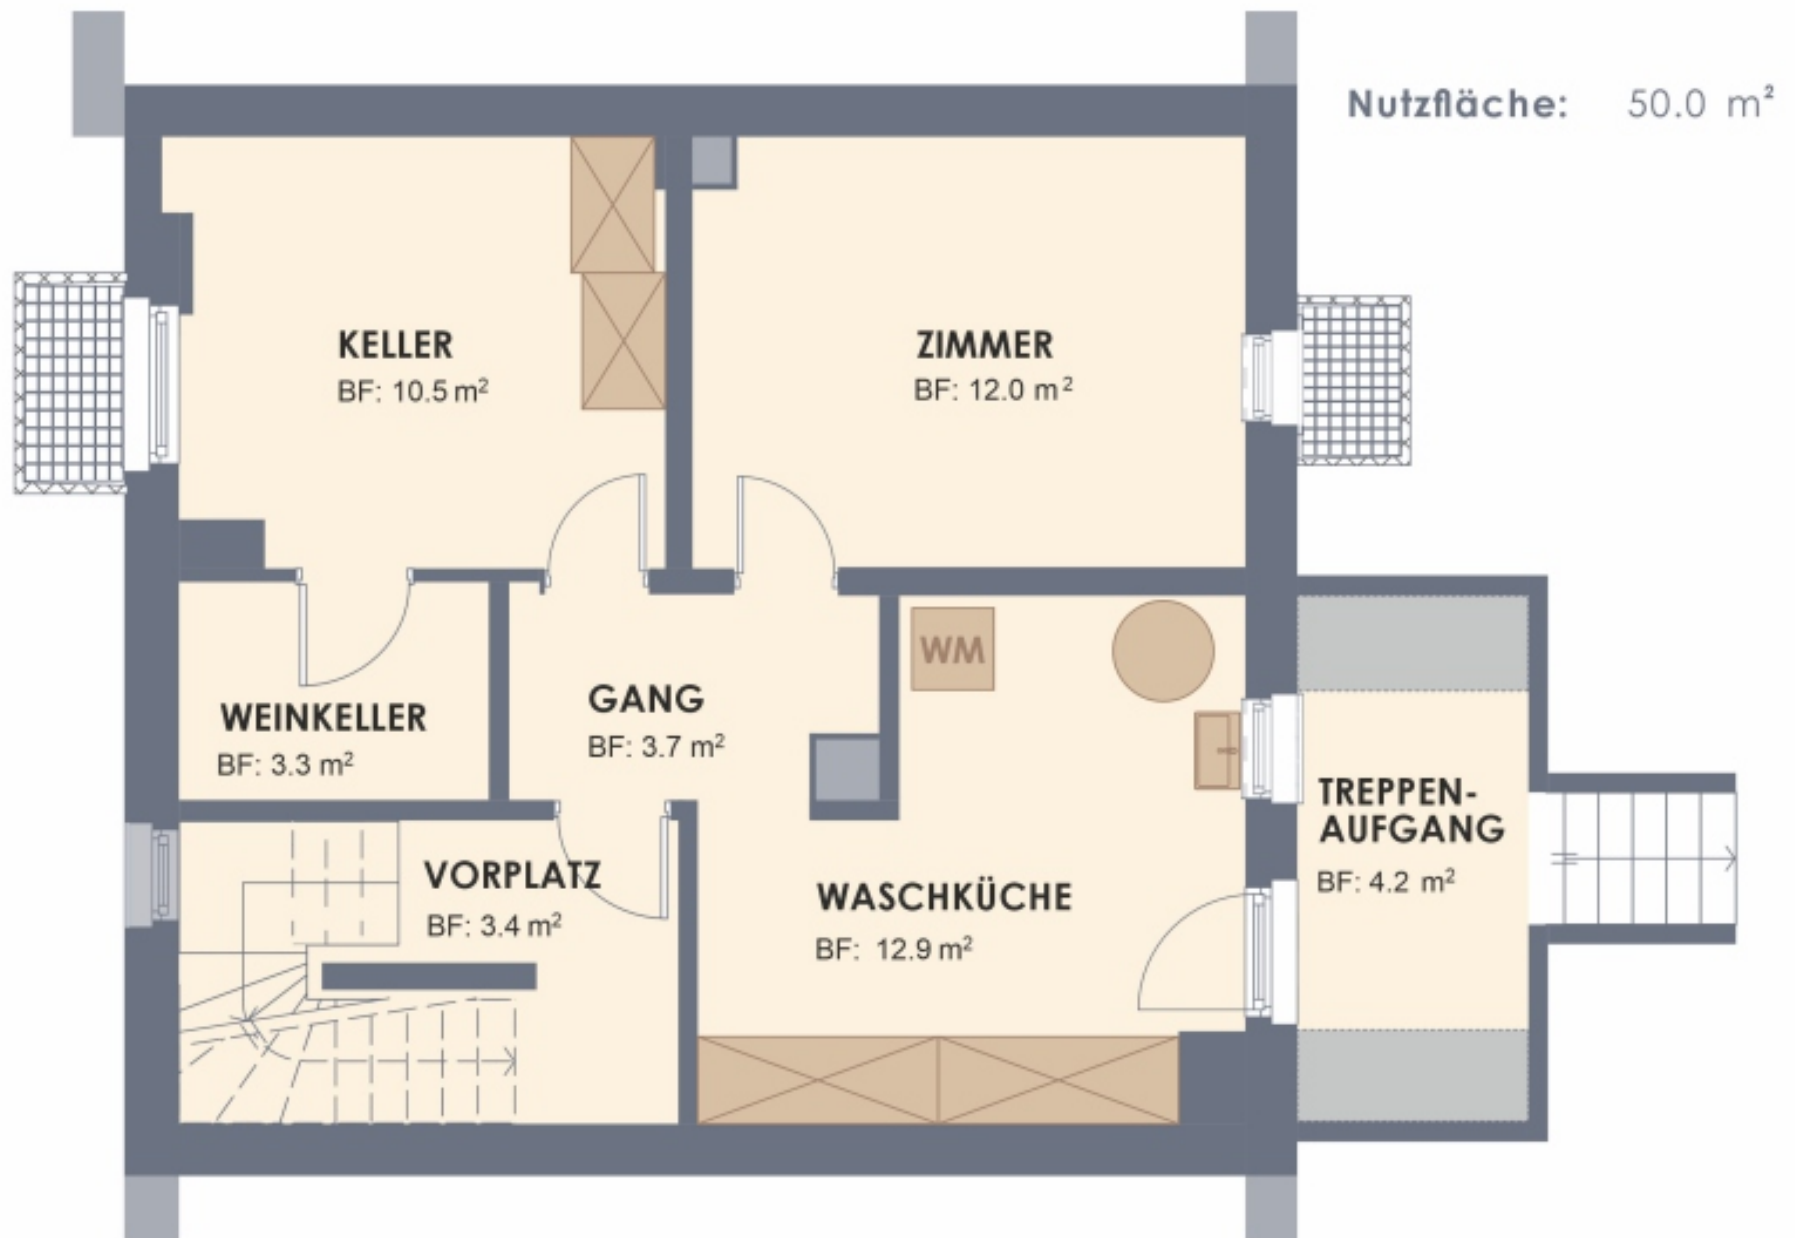 Nutzfläche: 50.0 m²
KELLER
BF: 10.5 m²
ZIMMER
BF: 12.0 m²
WM
GANG
BF: 3.7 m²
WEINKELLER
BF: 3.3 m²
TREPPEN-
AUFGANG
BF: 4.2 m²
VORPLATZ
BF: 3.4 m²
WASCHKÜCHE
BF: 12.9 m²